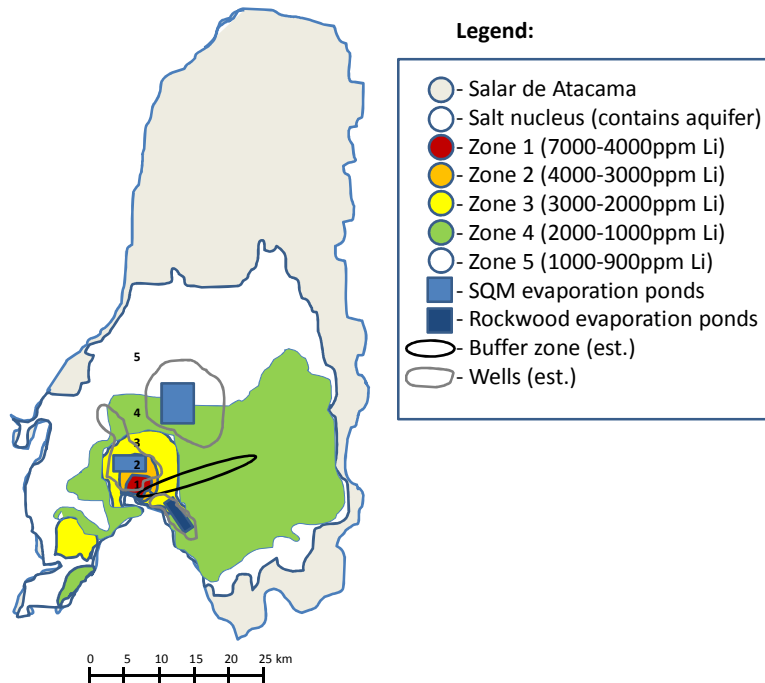 Legend:
- Salar de Atacama
- Salt nucleus (contains aquifer)
- Zone 1 (7000-4000ppm Li)
- Zone 2 (4000-3000ppm Li)
- Zone 3 (3000-2000ppm Li)
- Zone 4 (2000-1000ppm Li)
- Zone 5 (1000-900ppm Li)
- SQM evaporation ponds
- Rockwood evaporation ponds
- Buffer zone (est.)
- Wells (est.)
5
4
3
2
1
0 5 10 15 20 25 km